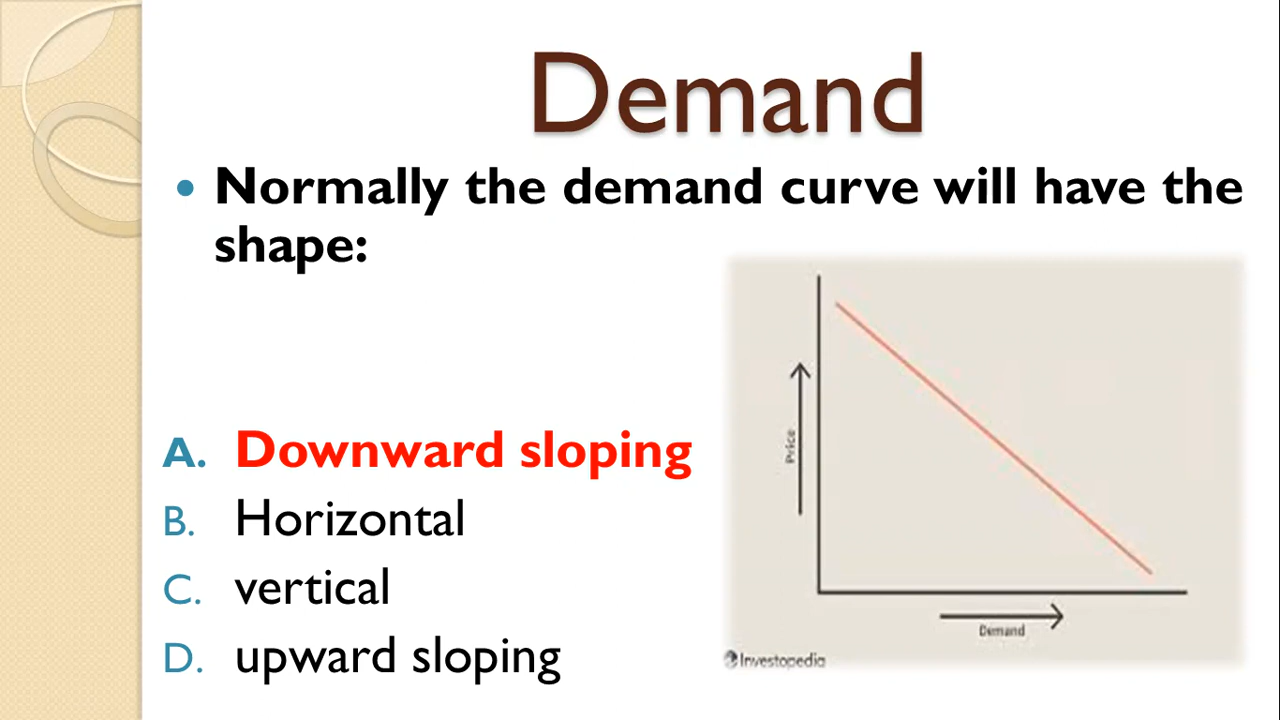 Demand
• Normally the demand curve will have the
shape:
A. Downward sloping
B. Horizontal
C. vertical
D. upward sloping
Price
Demand
Investopedia